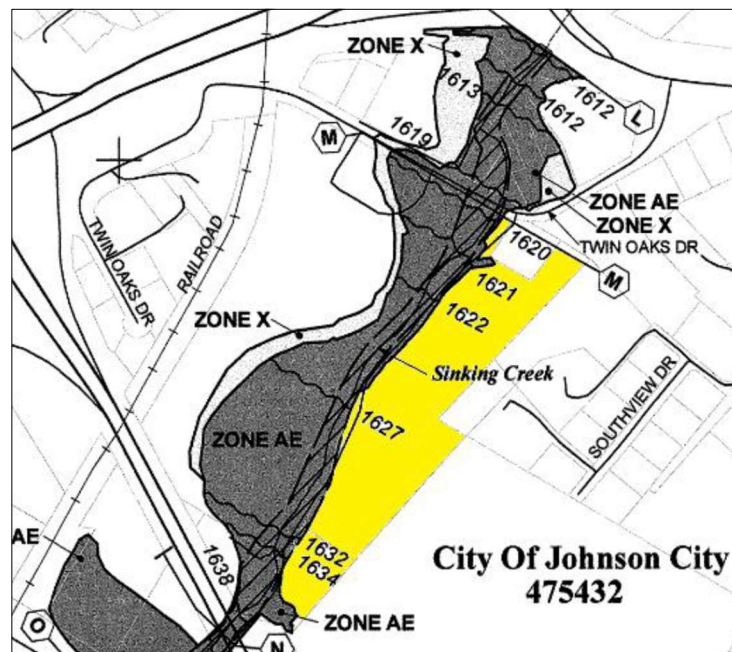 ZONE X
1613
1612
L
1612
1619
M
ZONE AE
ZONE X
TWIN OAKS DR
1620
M
TWIN OAKS DR
RAILROAD
1621
1622
ZONE X
Sinking Creek
SOUTHVIEW DR
1627
ZONE AE
AE
1632
1634
1638
City Of Johnson City
475432
ZONE AE
O
N